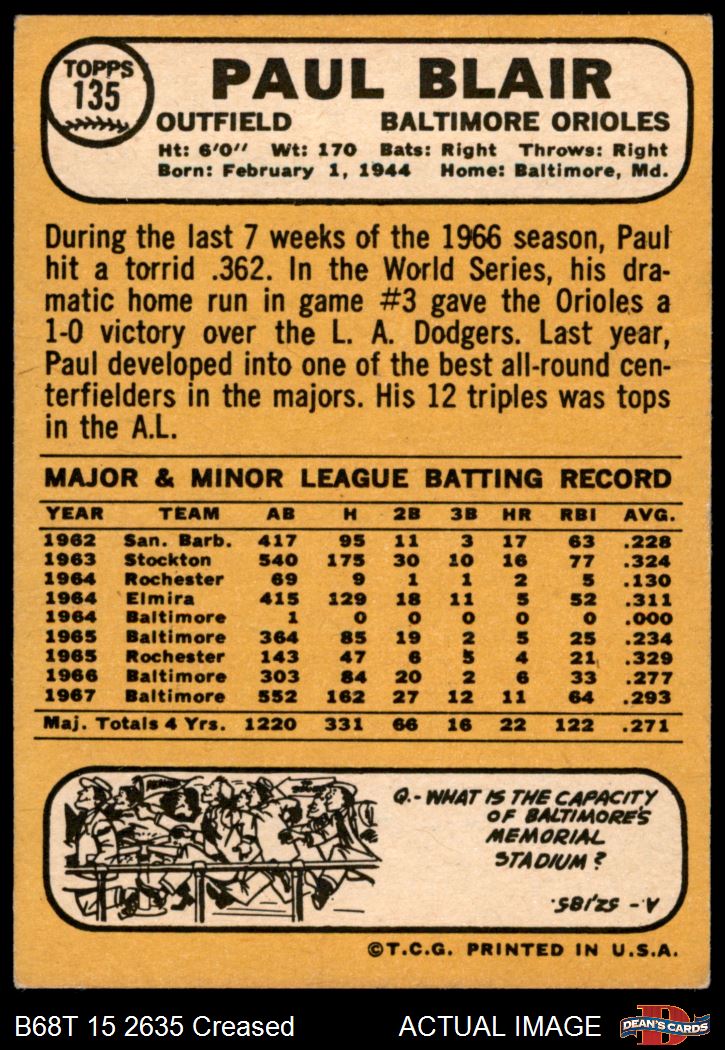 TOPPS
135
PAUL BLAIR
OUTFIELD BALTIMORE ORIOLES
Ht: 6'0" Wt: 170 Bats: Right Throws: Right
Born: February 1, 1944 Home: Baltimore, Md.
During the last 7 weeks of the 1966 season, Paul
hit a torrid .362. In the World Series, his dra-
matic home run in game #3 gave the Orioles a
1-0 victory over the L. A. Dodgers. Last year,
Paul developed into one of the best all-round cen-
terfielders in the majors. His 12 triples was tops
in the A.L.
MAJOR & MINOR LEAGUE BATTING RECORD
YEAR TEAM AB H 2B 3B HR RBI AVG.
1962 San. Barb. 417 95 11 3 17 63 .228
1963 Stockton 540 175 30 10 16 77 .324
1964 Rochester 69 9 1 1 2 5 .130
1964 Elmira 415 129 18 11 5 52 .311
1964 Baltimore 1 0 0 0 0 0 .000
1965 Baltimore 364 85 19 2 5 25 .234
1965 Rochester 143 47 6 5 4 21 .329
1966 Baltimore 303 84 20 2 6 33 .277
1967 Baltimore 552 162 27 12 11 64 .293
Maj. Totals 4 Yrs. 1220 331 66 16 22 122 .271
Q.- WHAT IS THE CAPACITY
OF BALTIMORE'S
MEMORIAL
STADIUM?
A - 52,185.
©T.C.G. PRINTED IN U.S.A.
B68T 15 2635 Creased ACTUAL IMAGE
DEAN'S CARDS